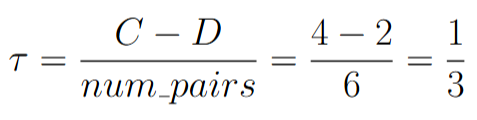 τ = (C − D) / num_pairs = (4 − 2) / 6 = 1 / 3